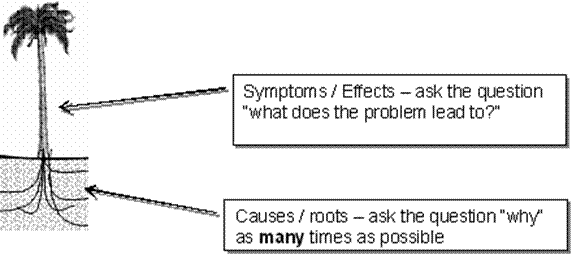 Symptoms / Effects – ask the question
"what does the problem lead to?"
Causes / roots – ask the question "why"
as many times as possible